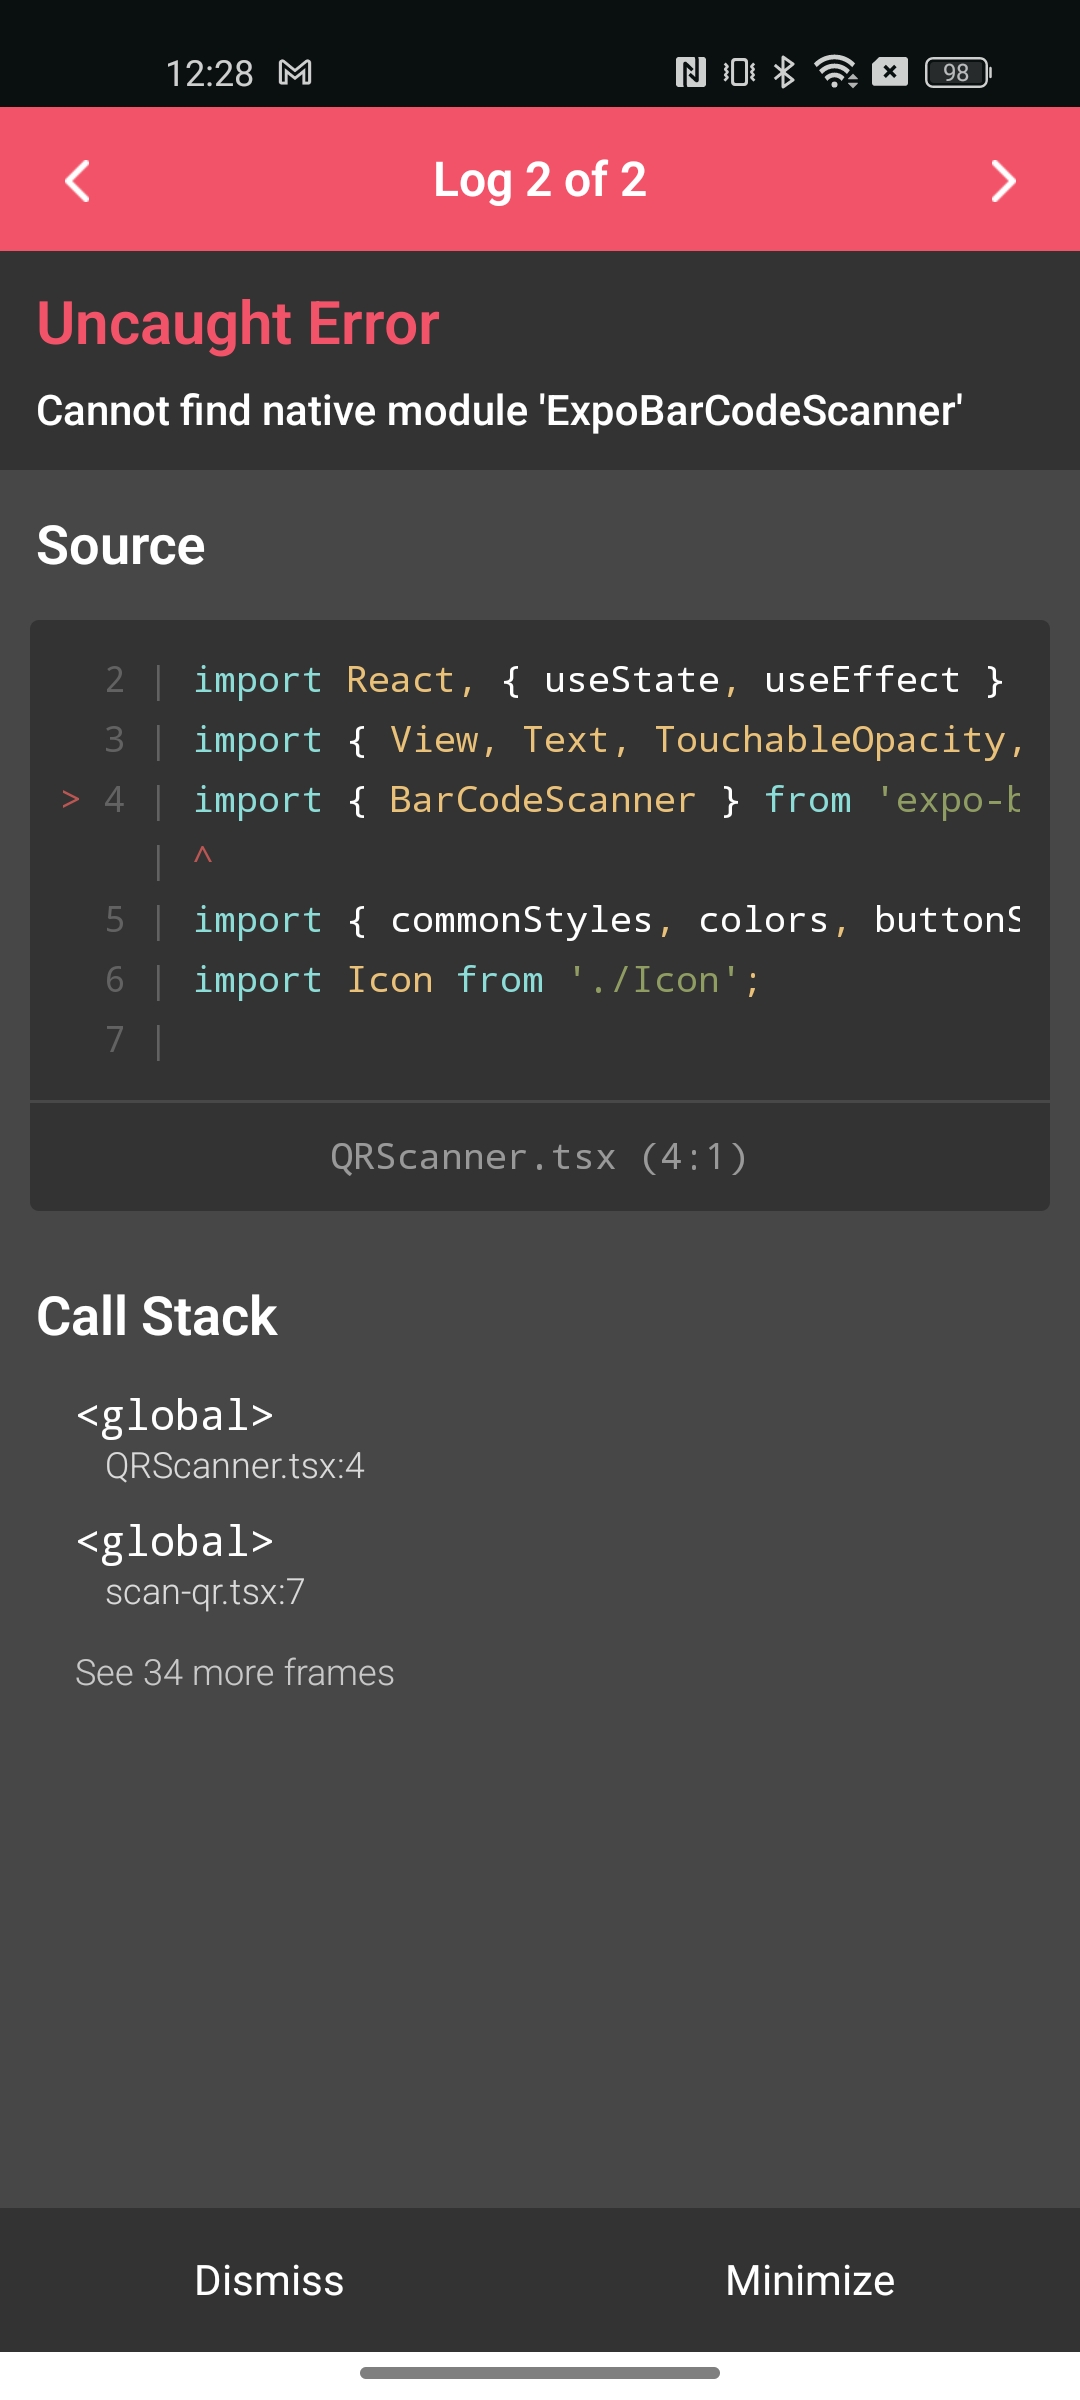 12:28
98
Log 2 of 2
Uncaught Error
Cannot find native module 'ExpoBarCodeScanner'
Source
2 | import React, { useState, useEffect }
3 | import { View, Text, TouchableOpacity,
> 4 | import { BarCodeScanner } from 'expo-b
| ^
5 | import { commonStyles, colors, buttonS
6 | import Icon from './Icon';
7 |
QRScanner.tsx (4:1)
Call Stack
<global>
QRScanner.tsx:4
<global>
scan-qr.tsx:7
See 34 more frames
Dismiss
Minimize